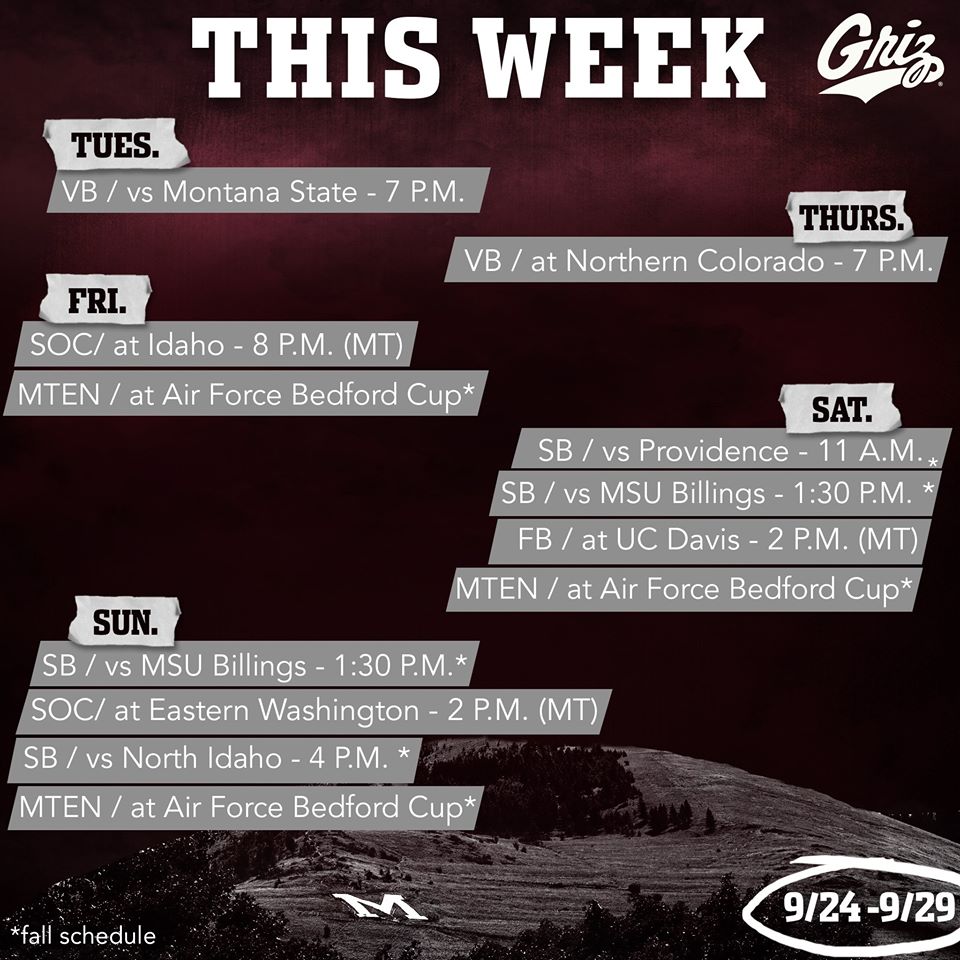 THIS WEEK
Griz
TUES.
VB / vs Montana State - 7 P.M.
THURS.
VB / at Northern Colorado - 7 P.M.
FRI.
SOC/ at Idaho - 8 P.M. (MT)
MTEN / at Air Force Bedford Cup*
SAT.
SB / vs Providence - 11 A.M. *
SB / vs MSU Billings - 1:30 P.M. *
FB / at UC Davis - 2 P.M. (MT)
MTEN / at Air Force Bedford Cup*
SUN.
SB / vs MSU Billings - 1:30 P.M.*
SOC/ at Eastern Washington - 2 P.M. (MT)
SB / vs North Idaho - 4 P.M. *
MTEN / at Air Force Bedford Cup*
M
9/24 -9/29
*fall schedule